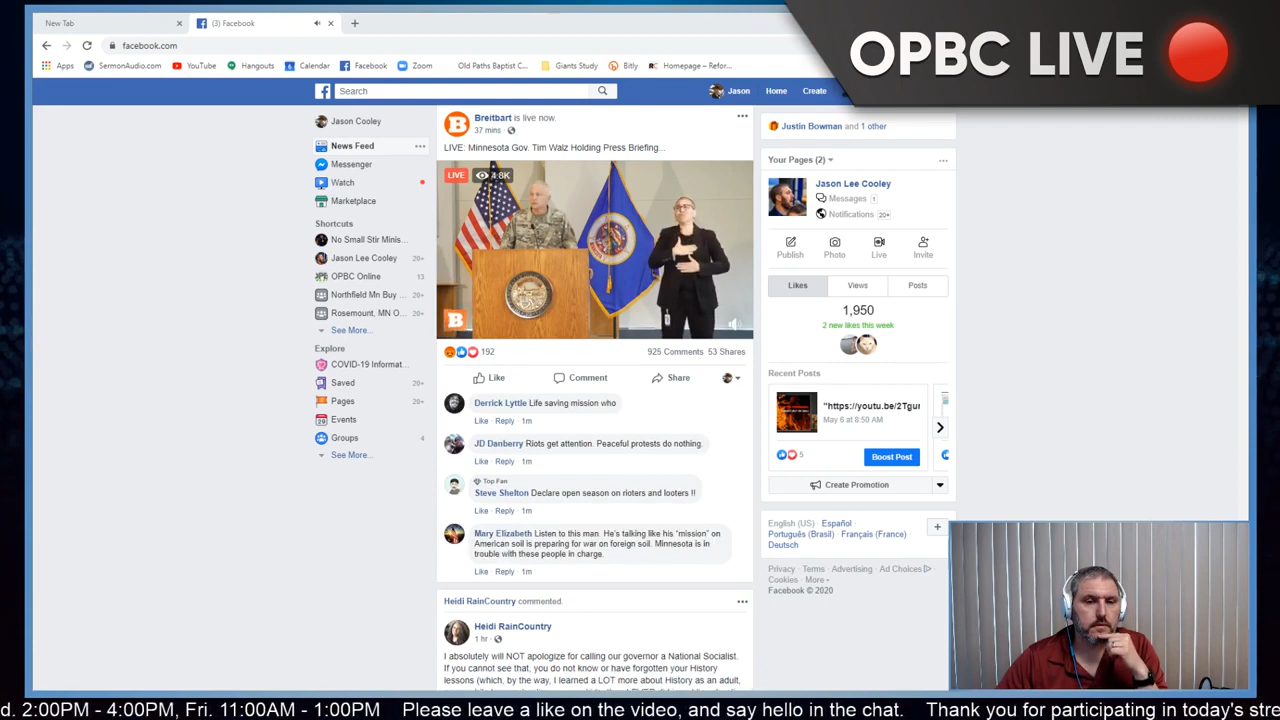 New Tab
(3) Facebook
facebook.com
OPBC LIVE
Apps
SermonAudio.com
YouTube
Hangouts
Calendar
Facebook
Zoom
Old Paths Baptist C...
Giants Study
Bitly
Homepage – Refor...
Search
Jason
Home
Create
Jason Cooley
News Feed
Messenger
Watch
Marketplace
Shortcuts
No Small Stir Minis...
Jason Lee Cooley 20+
OPBC Online 13
Northfield Mn Buy ... 20+
Rosemount, MN O... 20+
See More...
Explore
COVID-19 Informat...
Saved 20+
Pages 20+
Events
Groups 4
See More...
Breitbart is live now.
37 mins
LIVE: Minnesota Gov. Tim Walz Holding Press Briefing...
LIVE 4.8K
B
192
925 Comments 53 Shares
Like Comment Share
Derrick Lyttle Life saving mission who
Like · Reply · 1m
JD Danberry Riots get attention. Peaceful protests do nothing.
Like · Reply · 1m
Top Fan
Steve Shelton Declare open season on rioters and looters !!
Like · Reply · 1m
Mary Elizabeth Listen to this man. He's talking like his "mission" on
American soil is preparing for war on foreign soil. Minnesota is in
trouble with these people in charge.
Like · Reply · 1m
Heidi RainCountry commented.
Heidi RainCountry
1 hr
I absolutely will NOT apologize for calling our governor a National Socialist.
If you cannot see that, you do not know or have forgotten your History
lessons (which, by the way, I learned a LOT more about History as an adult,
Justin Bowman and 1 other
Your Pages (2)
Jason Lee Cooley
Messages 1
Notifications 20+
Publish Photo Live Invite
Likes Views Posts
1,950
2 new likes this week
Recent Posts
"https://youtu.be/2Tgur
May 6 at 8:50 AM
5
Boost Post
Create Promotion
English (US) · Español ·
Português (Brasil) · Français (France) ·
Deutsch
Privacy · Terms · Advertising · Ad Choices ·
Cookies · More
Facebook © 2020
d. 2:00PM - 4:00PM, Fri. 11:00AM - 1:00PM Please leave a like on the video, and say hello in the chat. Thank you for participating in today's stre